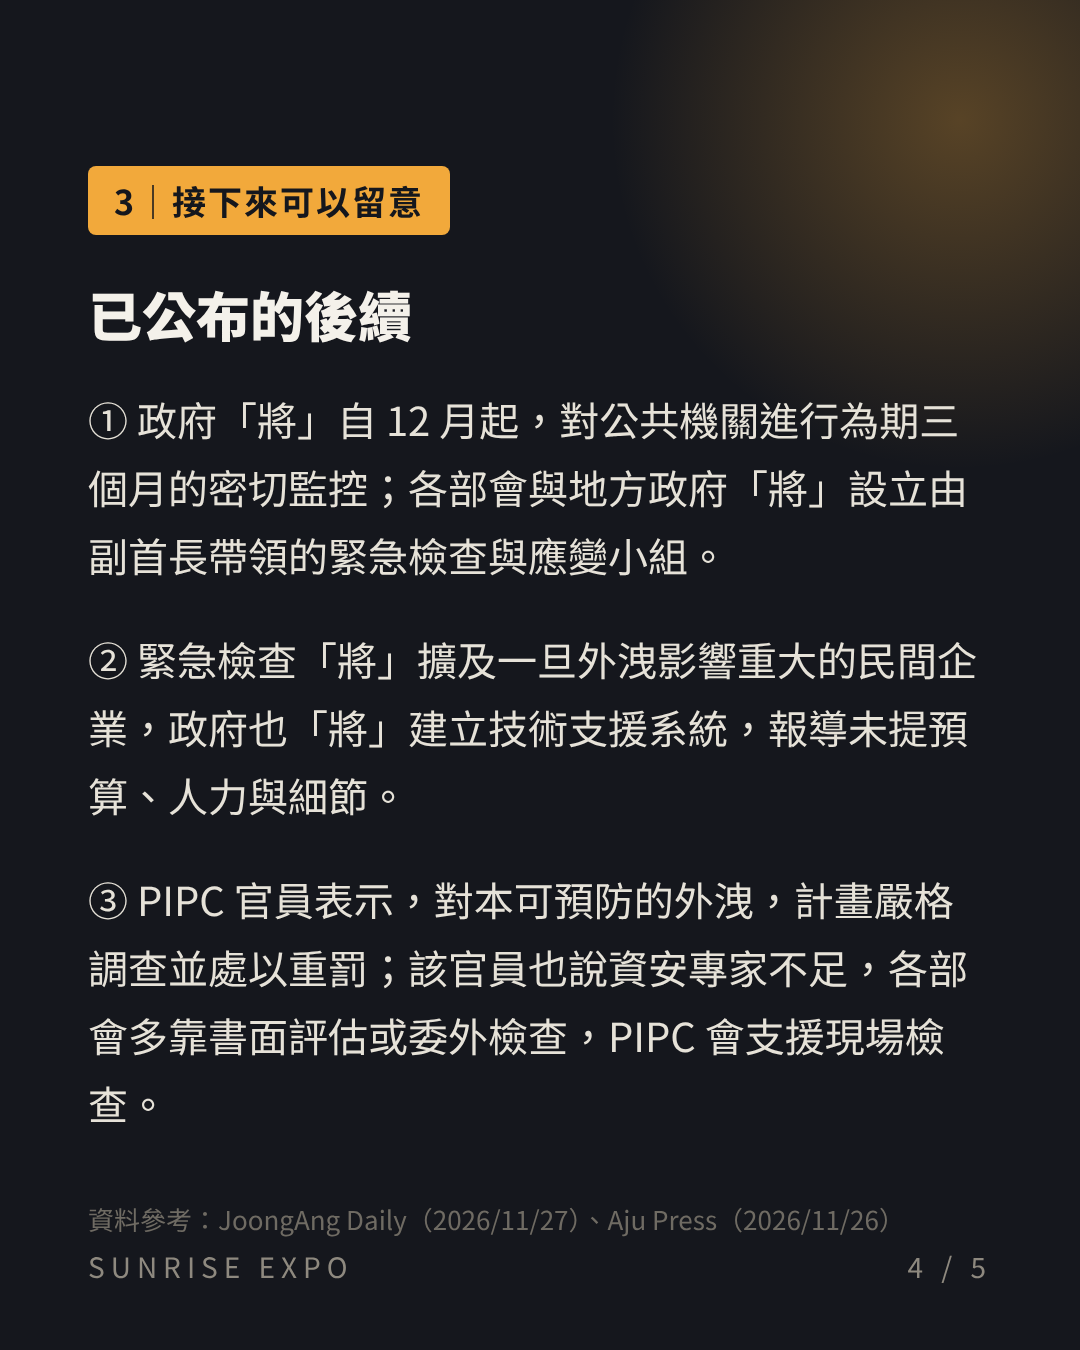 3｜接下來可以留意
已公布的後續
① 政府「將」自 12 月起，對公共機關進行為期三
個月的密切監控；各部會與地方政府「將」設立由
副首長帶領的緊急檢查與應變小組。
② 緊急檢查「將」擴及一旦外洩影響重大的民間企
業，政府也「將」建立技術支援系統，報導未提預
算、人力與細節。
③ PIPC 官員表示，對本可預防的外洩，計畫嚴格
調查並處以重罰；該官員也說資安專家不足，各部
會多靠書面評估或委外檢查，PIPC 會支援現場檢
查。
資料參考：JoongAng Daily（2026/11/27）、Aju Press（2026/11/26）
SUNRISE EXPO
4 / 5